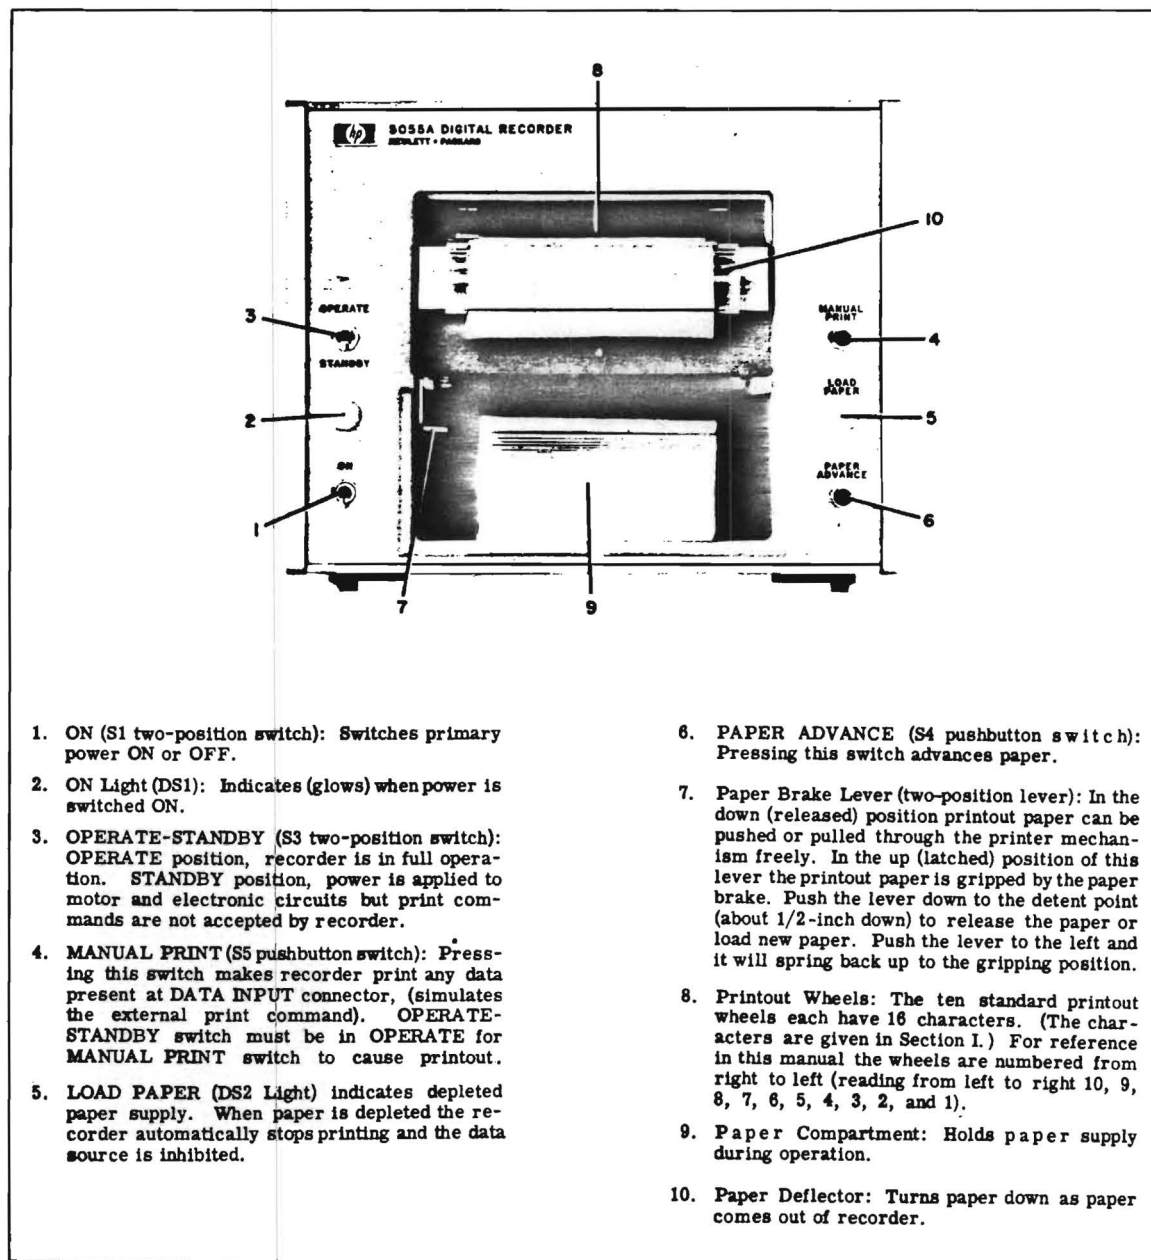 8
hp 5055A DIGITAL RECORDER
HEWLETT • PACKARD
10
OPERATE
MANUAL
PRINT
3
4
STANDBY
LOAD
PAPER
2
5
ON
PAPER
ADVANCE
1
6
7
9
1. ON (S1 two-position switch): Switches primary
power ON or OFF.
2. ON Light (DS1): Indicates (glows) when power is
switched ON.
3. OPERATE-STANDBY (S3 two-position switch):
OPERATE position, recorder is in full opera-
tion. STANDBY position, power is applied to
motor and electronic circuits but print com-
mands are not accepted by recorder.
4. MANUAL PRINT (S5 pushbutton switch): Press-
ing this switch makes recorder print any data
present at DATA INPUT connector, (simulates
the external print command). OPERATE-
STANDBY switch must be in OPERATE for
MANUAL PRINT switch to cause printout.
5. LOAD PAPER (DS2 Light) indicates depleted
paper supply. When paper is depleted the re-
corder automatically stops printing and the data
source is inhibited.
6. PAPER ADVANCE (S4 pushbutton switch):
Pressing this switch advances paper.
7. Paper Brake Lever (two-position lever): In the
down (released) position printout paper can be
pushed or pulled through the printer mechan-
ism freely. In the up (latched) position of this
lever the printout paper is gripped by the paper
brake. Push the lever down to the detent point
(about 1/2-inch down) to release the paper or
load new paper. Push the lever to the left and
it will spring back up to the gripping position.
8. Printout Wheels: The ten standard printout
wheels each have 16 characters. (The char-
acters are given in Section I.) For reference
in this manual the wheels are numbered from
right to left (reading from left to right 10, 9,
8, 7, 6, 5, 4, 3, 2, and 1).
9. Paper Compartment: Holds paper supply
during operation.
10. Paper Deflector: Turns paper down as paper
comes out of recorder.